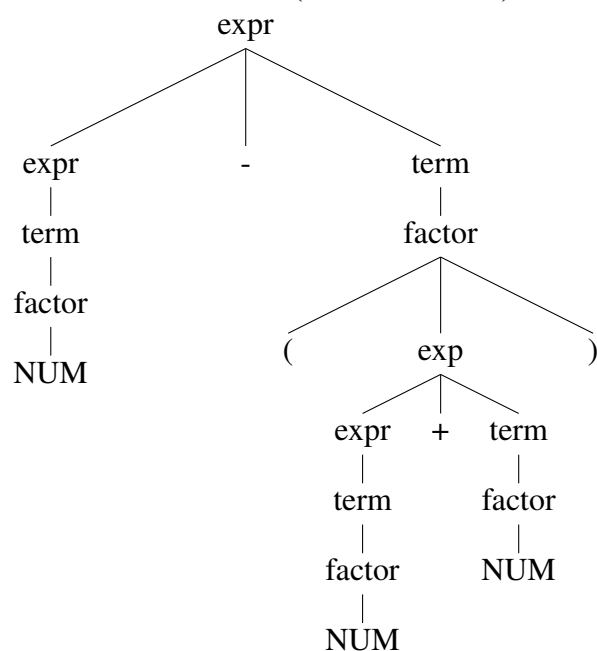 expr
expr - term
term factor
factor ( exp )
NUM
expr + term
term factor
factor NUM
NUM